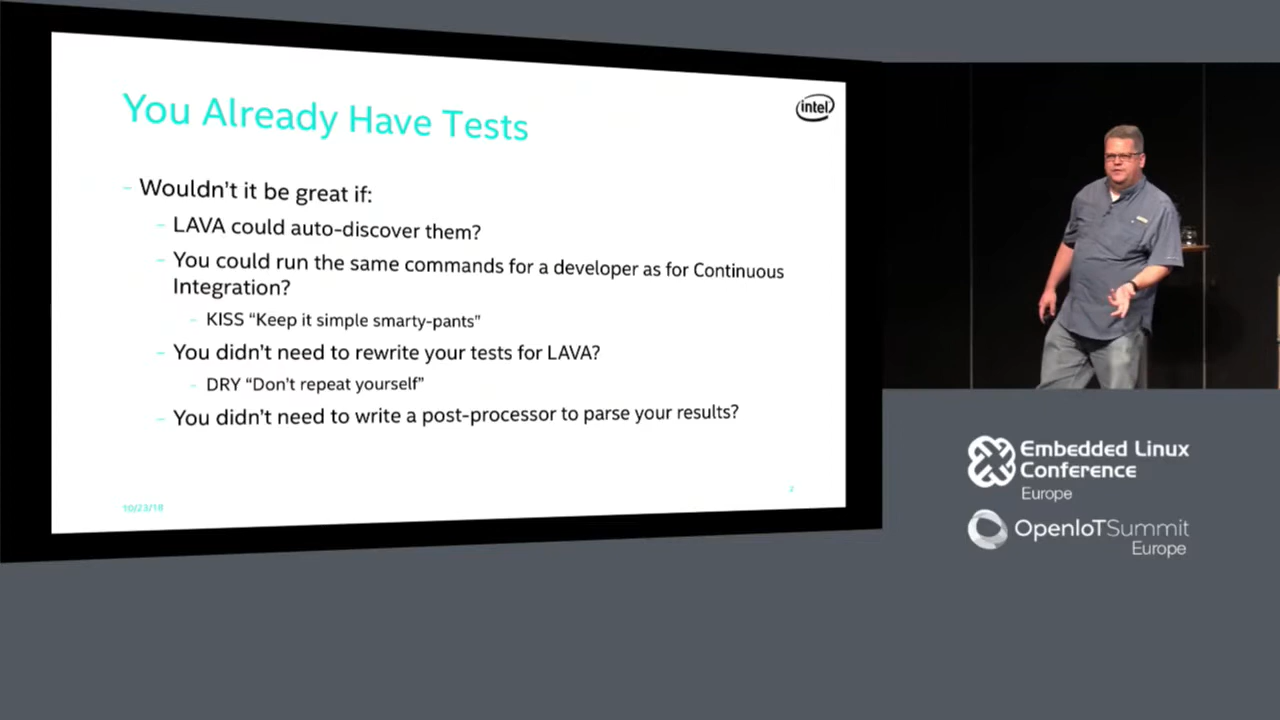 You Already Have Tests
intel
- Wouldn't it be great if:
- LAVA could auto-discover them?
- You could run the same commands for a developer as for Continuous
Integration?
- KISS "Keep it simple smarty-pants"
- You didn't need to rewrite your tests for LAVA?
- DRY "Don't repeat yourself"
- You didn't need to write a post-processor to parse your results?
2
10/23/18
Embedded Linux
Conference
Europe
OpenIoTSummit
Europe